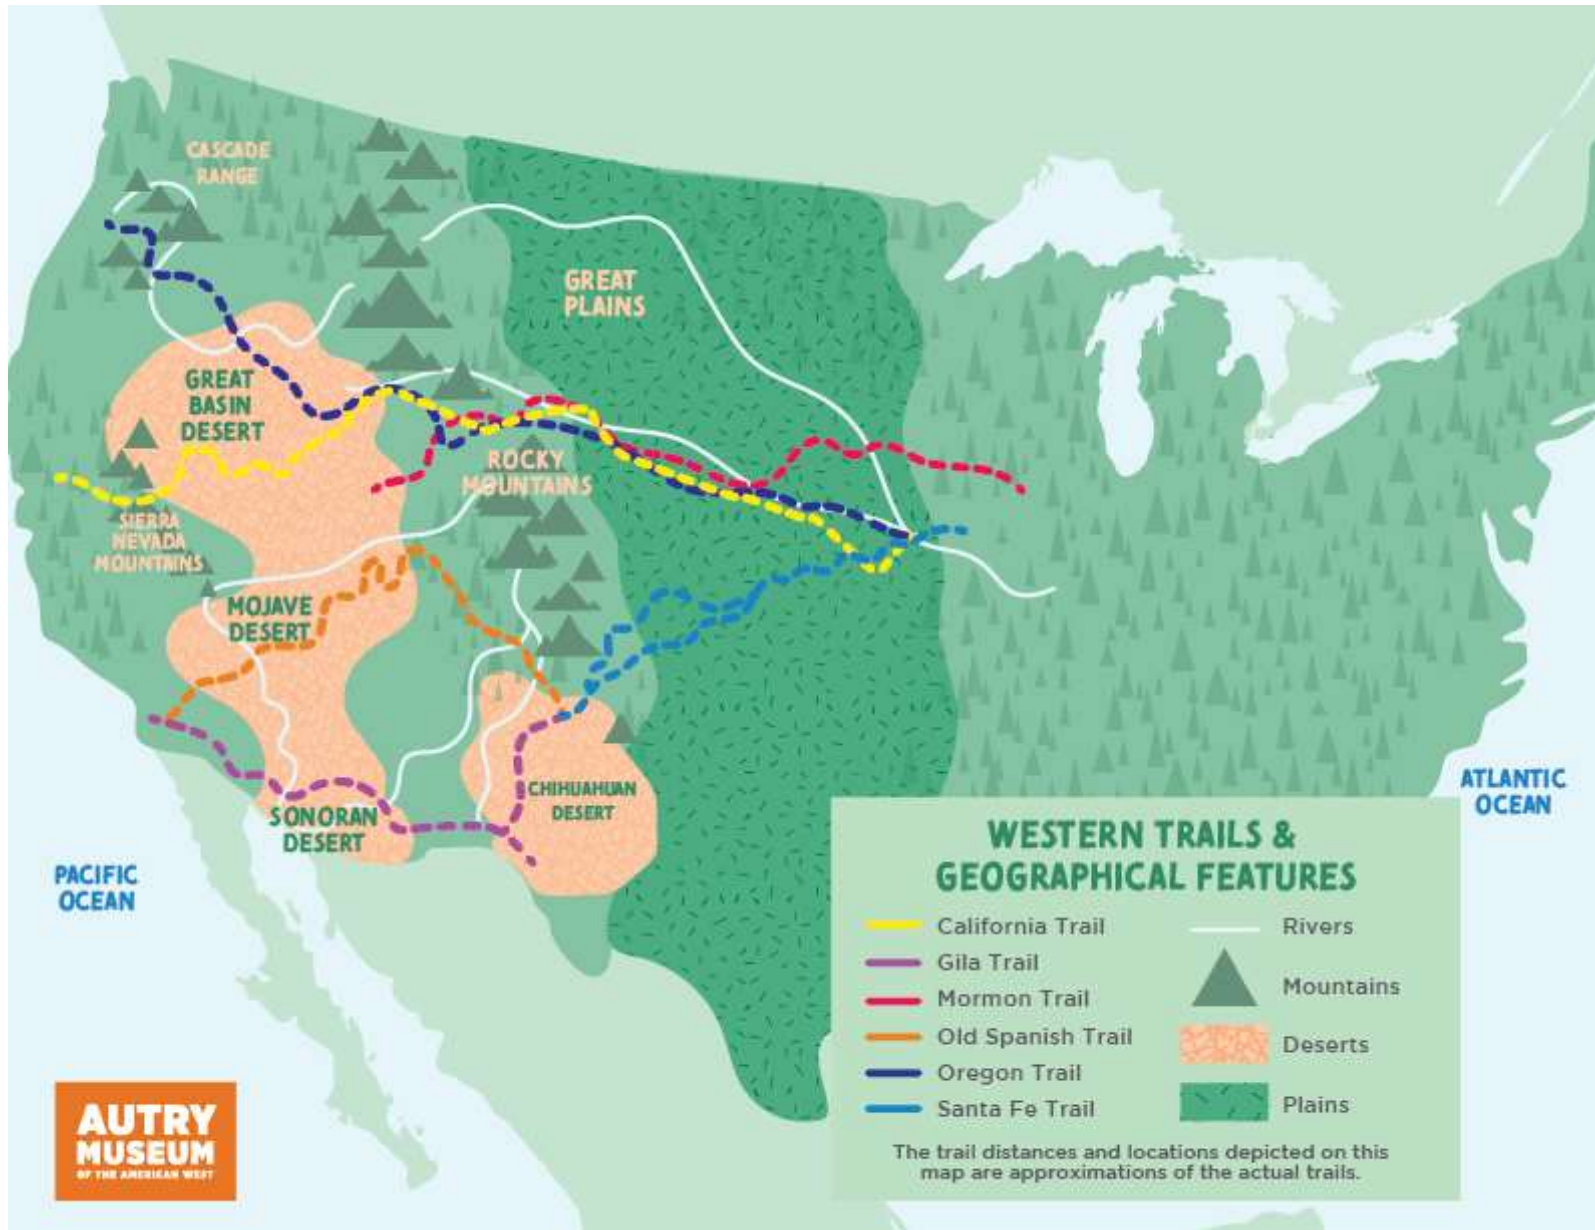 CASCADE
RANGE
GREAT
PLAINS
GREAT
BASIN
DESERT
ROCKY
MOUNTAINS
SIERRA
NEVADA
MOUNTAINS
MOJAVE
DESERT
CHIHUAHUAN
DESERT
SONORAN
DESERT
PACIFIC
OCEAN
ATLANTIC
OCEAN
WESTERN TRAILS &
GEOGRAPHICAL FEATURES
California Trail
Gila Trail
Mormon Trail
Old Spanish Trail
Oregon Trail
Santa Fe Trail
Rivers
Mountains
Deserts
Plains
The trail distances and locations depicted on this
map are approximations of the actual trails.
AUTRY
MUSEUM
OF THE AMERICAN WEST